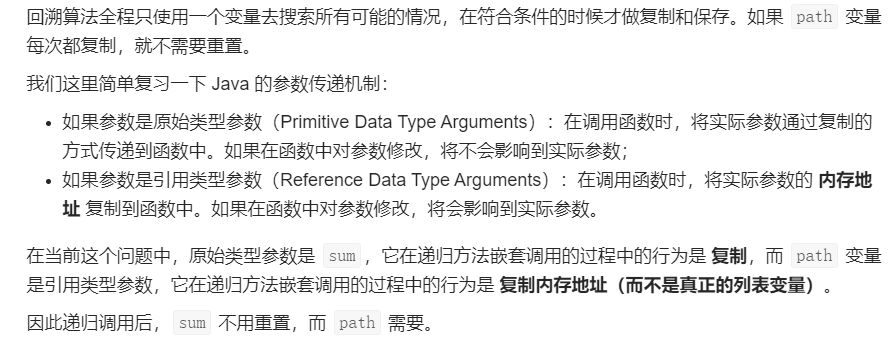 回溯算法全程只使用一个变量去搜索所有可能的情况，在符合条件的时候才做复制和保存。如果 path 变量
每次都复制，就不需要重置。
我们这里简单复习一下 Java 的参数传递机制：
• 如果参数是原始类型参数（Primitive Data Type Arguments）：在调用函数时，将实际参数通过复制的
方式传递到函数中。如果在函数中对参数修改，将不会影响到实际参数；
• 如果参数是引用类型参数（Reference Data Type Arguments）：在调用函数时，将实际参数的 内存地
址 复制到函数中。如果在函数中对参数修改，将会影响到实际参数。
在当前这个问题中，原始类型参数是 sum ，它在递归方法嵌套调用的过程中的行为是 复制，而 path 变量
是引用类型参数，它在递归方法嵌套调用的过程中的行为是 复制内存地址（而不是真正的列表变量）。
因此递归调用后， sum 不用重置，而 path 需要。